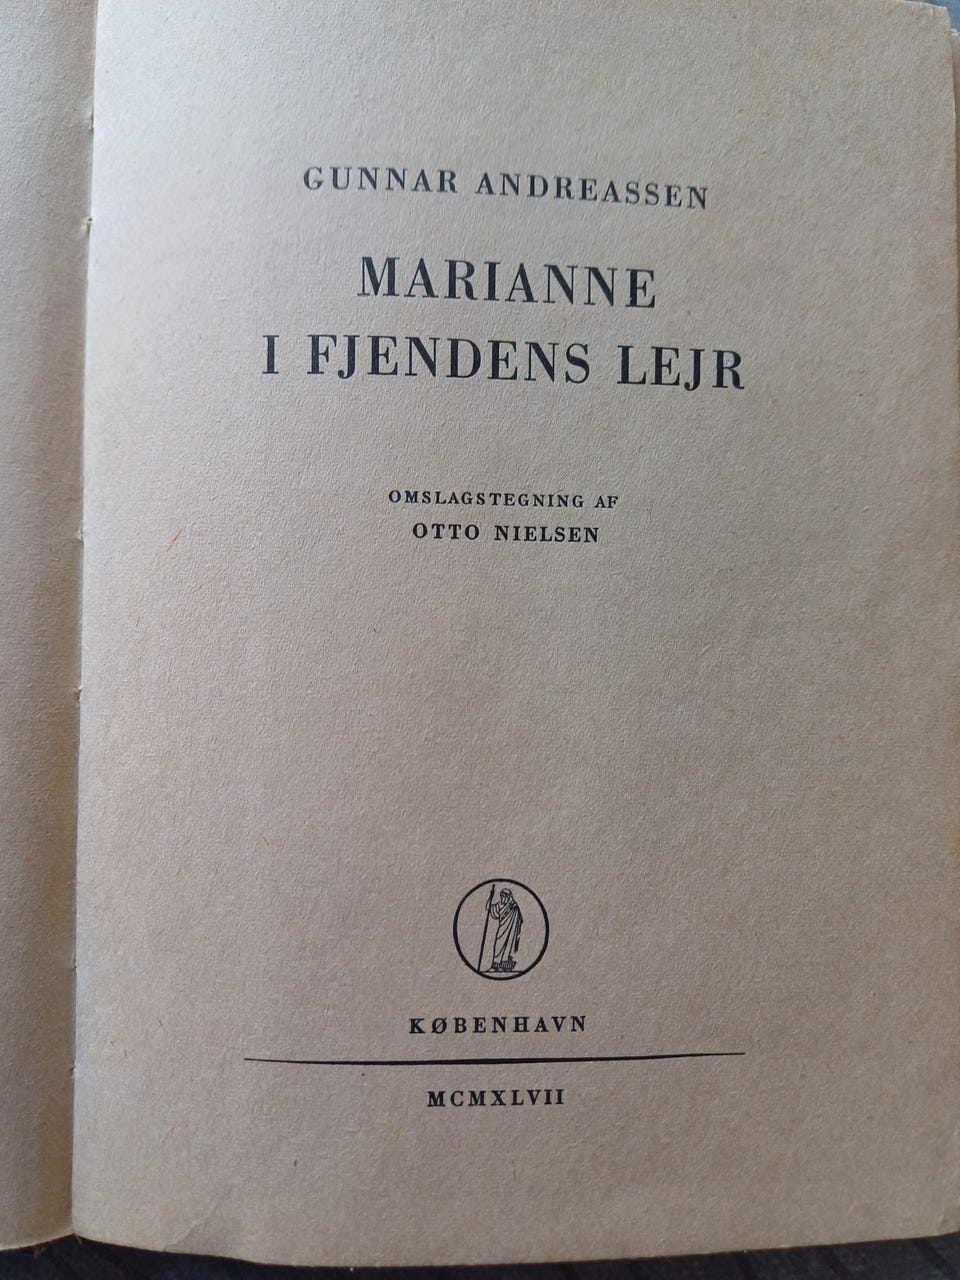 GUNNAR ANDREASSEN
MARIANNE
I FJENDENS LEJR
OMSLAGSTEGNING AF
OTTO NIELSEN
KØBENHAVN
MCMXLVII